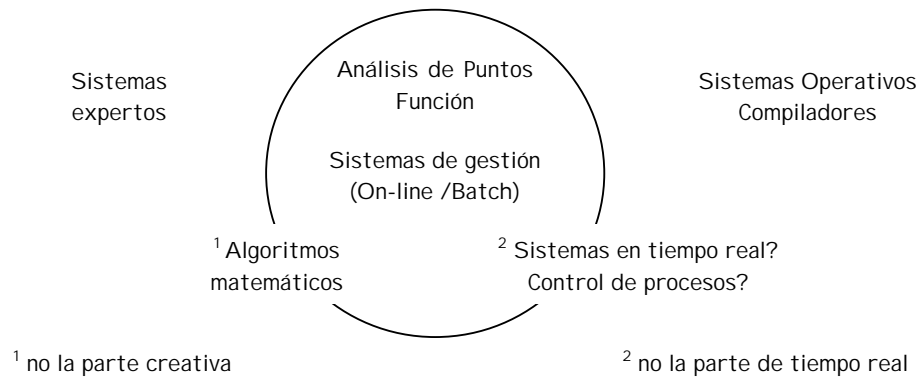 Sistemas
expertos
Análisis de Puntos
Función
Sistemas Operativos
Compiladores
Sistemas de gestión
(On-line /Batch)
¹ Algoritmos
matemáticos
² Sistemas en tiempo real?
Control de procesos?
¹ no la parte creativa
² no la parte de tiempo real